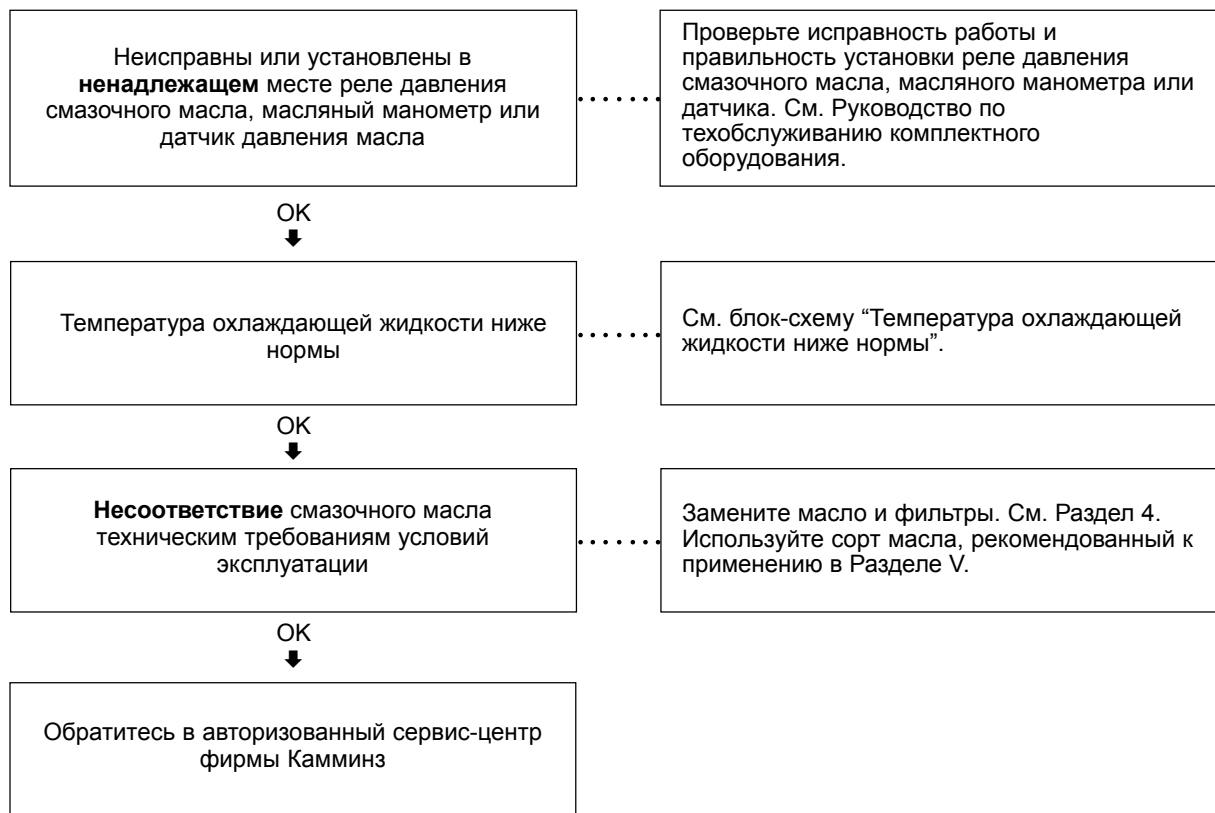 Неисправны или установлены в
ненадлежащем месте реле давления
смазочного масла, масляный манометр или
датчик давления масла
Проверьте исправность работы и
правильность установки реле давления
смазочного масла, масляного манометра или
датчика. См. Руководство по
техобслуживанию комплектного
оборудования.
OK
Температура охлаждающей жидкости ниже
нормы
См. блок-схему “Температура охлаждающей
жидкости ниже нормы”.
OK
Несоответствие смазочного масла
техническим требованиям условий
эксплуатации
Замените масло и фильтры. См. Раздел 4.
Используйте сорт масла, рекомендованный к
применению в Разделе V.
OK
Обратитесь в авторизованный сервис-центр
фирмы Камминз